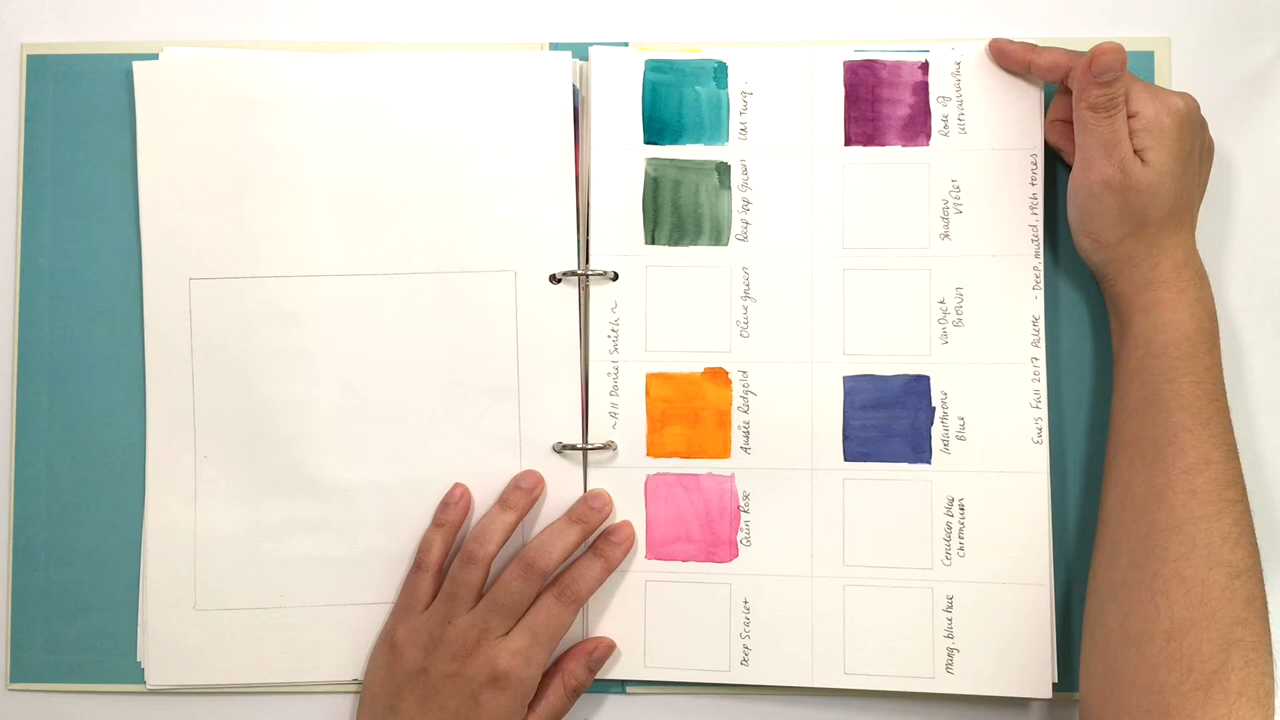 ~All Daniel Smith~
Deep Scarlet
Quin Rose
Aussie Redgold
Olive green
Deep Sap Green
UM Turq.
Mang. blue hue
Cerulean blue
chromeum
Indanthrone
Blue
Van Dyck
Brown
Shadow
Violet
Rose of
ultramarine.
Eve's Fall 2017 Palette - Deep, muted, rich tones.